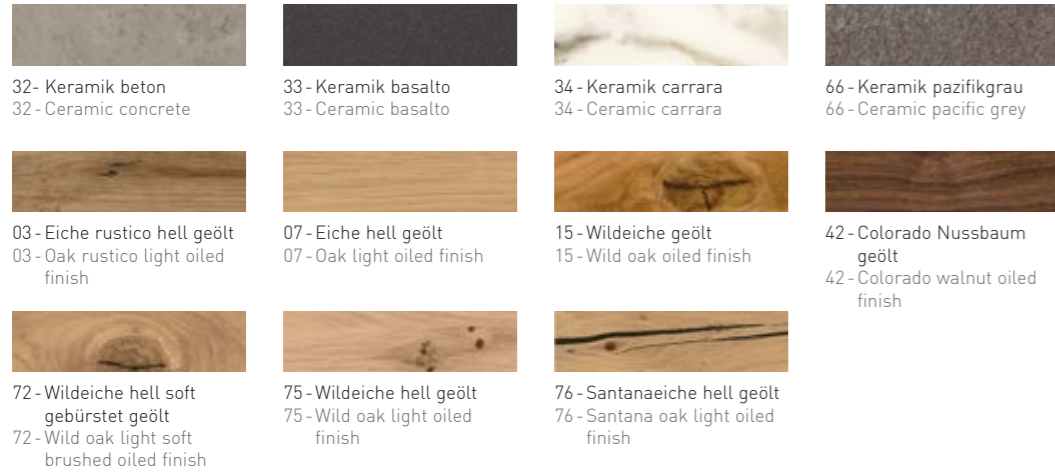 32- Keramik beton
32 - Ceramic concrete
33 - Keramik basalto
33 - Ceramic basalto
34 - Keramik carrara
34 - Ceramic carrara
66 - Keramik pazifikgrau
66 - Ceramic pacific grey
03 - Eiche rustico hell geölt
03 - Oak rustico light oiled
finish
07 - Eiche hell geölt
07 - Oak light oiled finish
15 - Wildeiche geölt
15 - Wild oak oiled finish
42 - Colorado Nussbaum
geölt
42 - Colorado walnut oiled
finish
72 - Wildeiche hell soft
gebürstet geölt
72 - Wild oak light soft
brushed oiled finish
75 - Wildeiche hell geölt
75 - Wild oak light oiled
finish
76 - Santanaeiche hell geölt
76 - Santana oak light oiled
finish